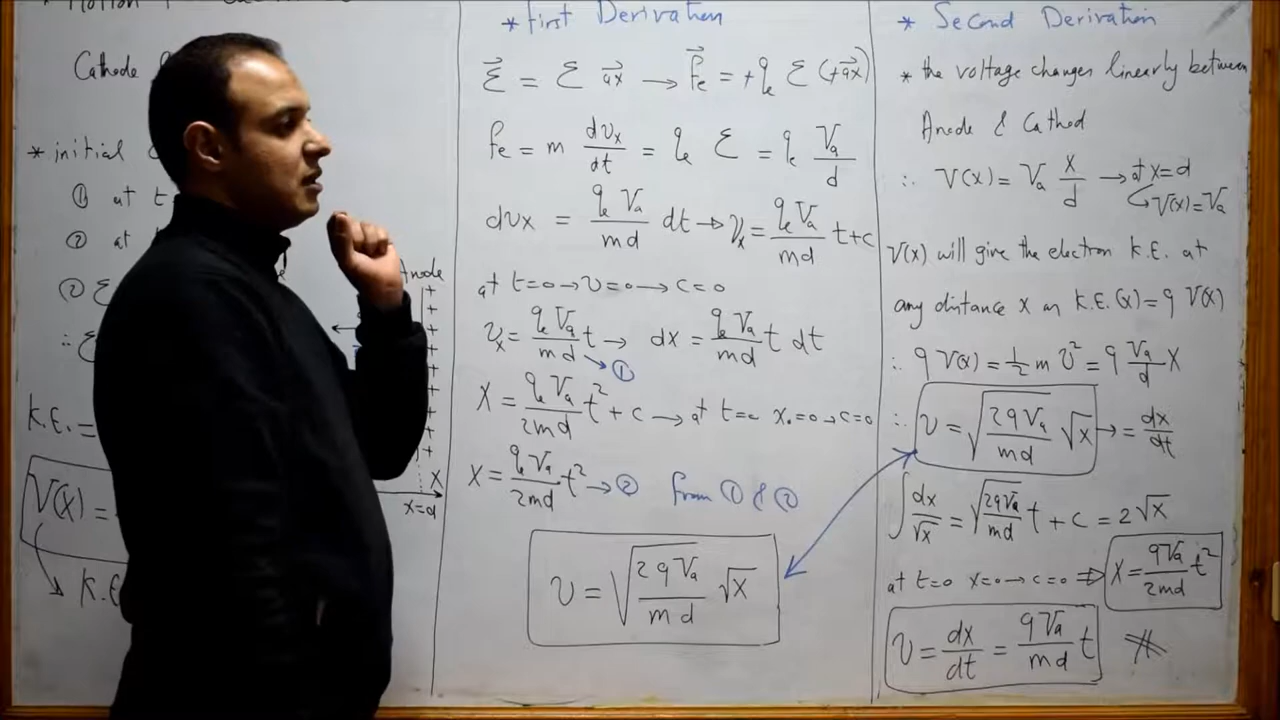 * Motion
Cathode
* initial
① at t
② at t
② ε
∴ ε
K.E. =
V(x) =
K.E
Anode
+
+
+
+
+
+
+
+
+
X
x=d
* First Derivation
ε⃗ = ε a⃗x → F⃗e = +qe ε (+a⃗x)
fe = m dvx/dt = qe ε = qe Va/d
dvx = qe Va/md dt → vx = qe Va/md t + c
at t=0 → v=0 → c=0
vx = qe Va/md t → dx = qe Va/md t dt
①
X = qe Va/2md t² + c → at t=0 x₀=0 → c=0
X = qe Va/2md t² → ② from ① & ②
v = √(2qVa/md) √x
* Second Derivation
* the voltage changes linearly between
Anode & Cathod
∴ V(x) = Va x/d → at x=d
↳ V(x)=Va
V(x) will give the electron K.E. at
any distance x as K.E.(x) = q V(x)
∴ q V(x) = ½ m v² = q Va/d x
∴ v = √(2qVa/md) √x → = dx/dt
∫ dx/√x = √(2qVa/md) t + c = 2√x
at t=0 x=0 → c=0 ⇒ X = qVa/2md t²
v = dx/dt = qVa/md t